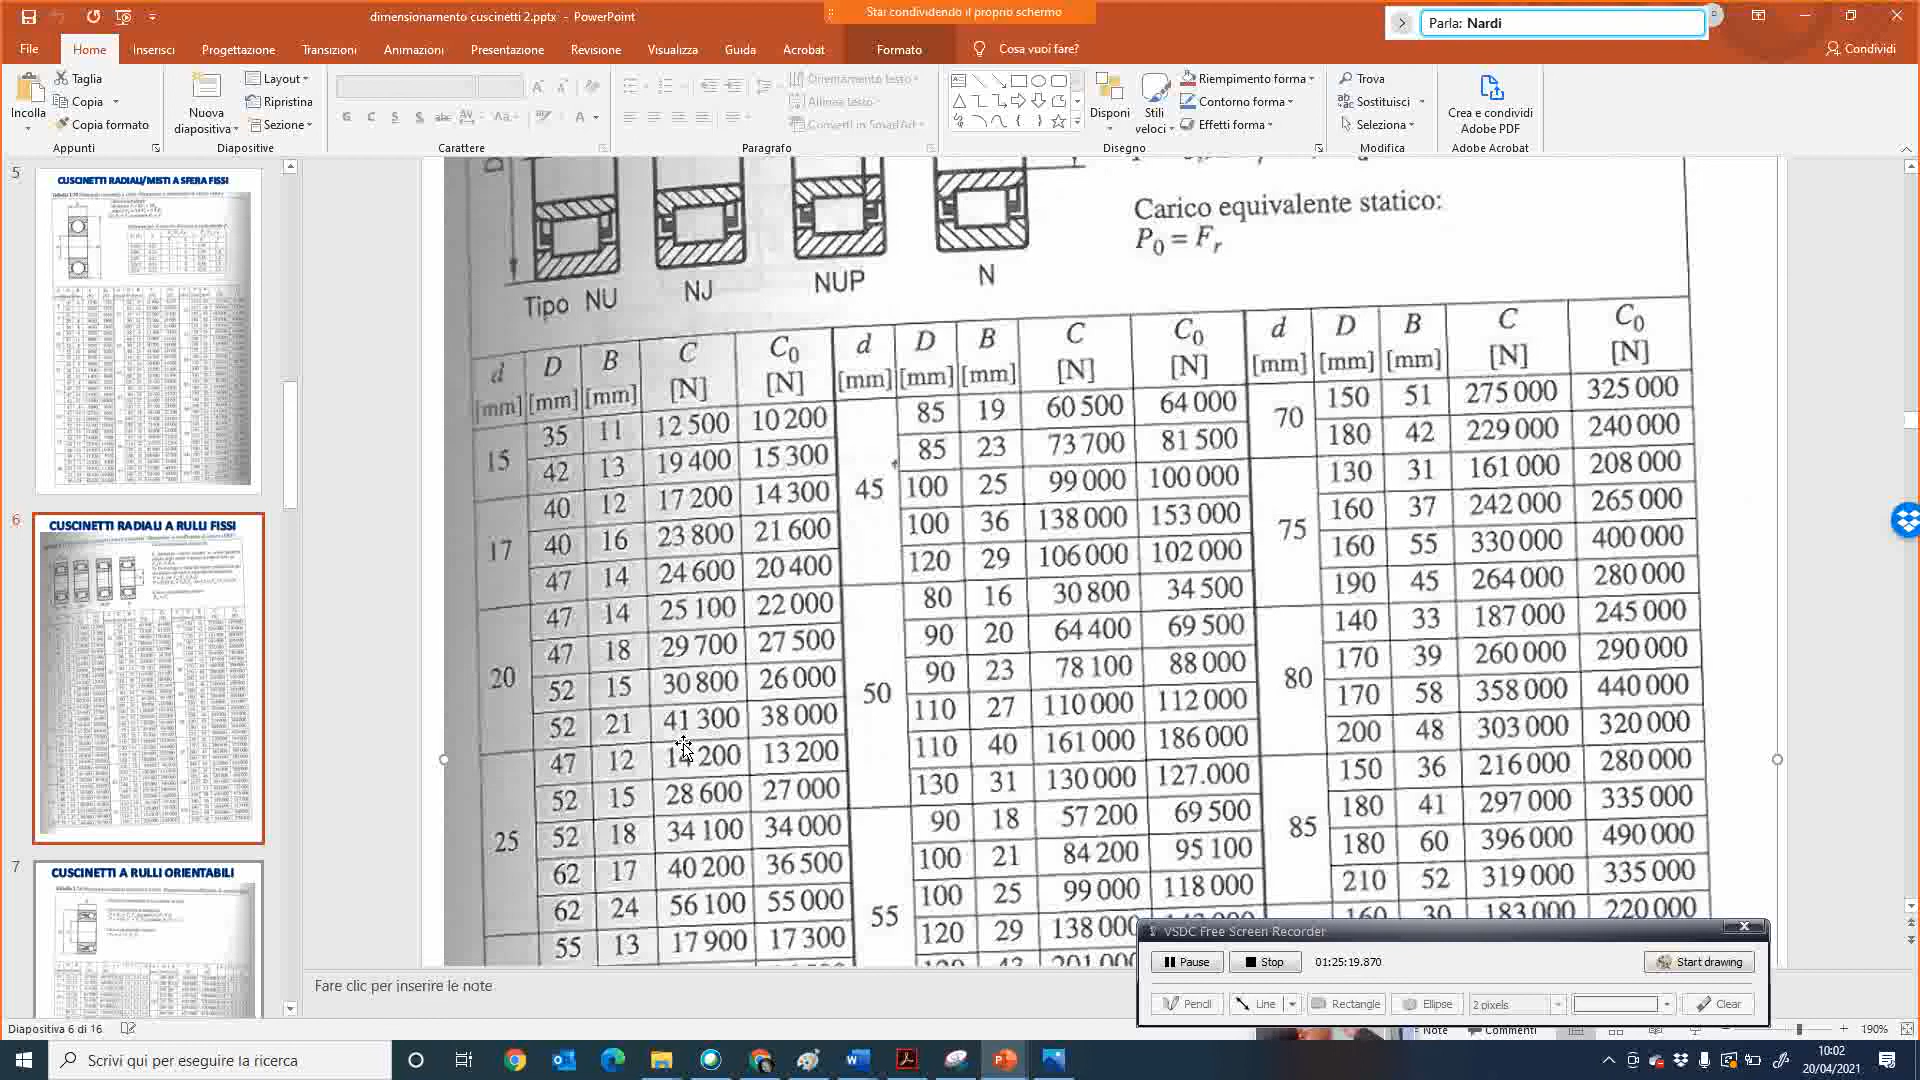 dimensionamento cuscinetti 2.pptx - PowerPoint
Stai condividendo il proprio schermo
Parla: Nardi
File Home Inserisci Progettazione Transizioni Animazioni Presentazione Revisione Visualizza Guida Acrobat Formato Cosa vuoi fare? Condividi
Incolla
Taglia
Copia
Copia formato
Appunti
Nuova diapositiva
Layout
Ripristina
Sezione
Diapositive
G C S S abc AV Aa A
Carattere
Orientamento testo
Allinea testo
Converti in SmartArt
Paragrafo
Disponi
Stili veloci
Riempimento forma
Contorno forma
Effetti forma
Disegno
Trova
Sostituisci
Seleziona
Modifica
Crea e condividi Adobe PDF
Adobe Acrobat
5
CUSCINETTI RADIALI/MISTI A SFERA FISSI
6
CUSCINETTI RADIALI A RULLI FISSI
7
CUSCINETTI A RULLI ORIENTABILI
Carico equivalente statico:
P0 = Fr
Tipo NU NJ NUP N
d [mm] D [mm] B [mm] C [N] C0 [N]
15
35 11 12 500 10 200
42 13 19 400 15 300
17
40 12 17 200 14 300
40 16 23 800 21 600
47 14 24 600 20 400
20
47 14 25 100 22 000
47 18 29 700 27 500
52 15 30 800 26 000
52 21 41 300 38 000
25
47 12 200 13 200
52 15 28 600 27 000
52 18 34 100 34 000
62 17 40 200 36 500
62 24 56 100 55 000
55 13 17 900 17 300
d [mm] D [mm] B [mm] C [N] C0 [N]
45
85 19 60 500 64 000
85 23 73 700 81 500
100 25 99 000 100 000
100 36 138 000 153 000
120 29 106 000 102 000
50
80 16 30 800 34 500
90 20 64 400 69 500
90 23 78 100 88 000
110 27 110 000 112 000
110 40 161 000 186 000
130 31 130 000 127.000
55
90 18 57 200 69 500
100 21 84 200 95 100
100 25 99 000 118 000
120 29 138 000
d [mm] D [mm] B [mm] C [N] C0 [N]
70
150 51 275 000 325 000
180 42 229 000 240 000
75
130 31 161 000 208 000
160 37 242 000 265 000
160 55 330 000 400 000
190 45 264 000 280 000
80
140 33 187 000 245 000
170 39 260 000 290 000
170 58 358 000 440 000
200 48 303 000 320 000
85
150 36 216 000 280 000
180 41 297 000 335 000
180 60 396 000 490 000
210 52 319 000 335 000
160 30 183 000 220 000
VSDC Free Screen Recorder
Pause Stop 01:25:19.870 Start drawing
Pencil Line Rectangle Ellipse 2 pixels Clear
Fare clic per inserire le note
Diapositiva 6 di 16
Note Commenti
190%
Scrivi qui per eseguire la ricerca
10:02
20/04/2021